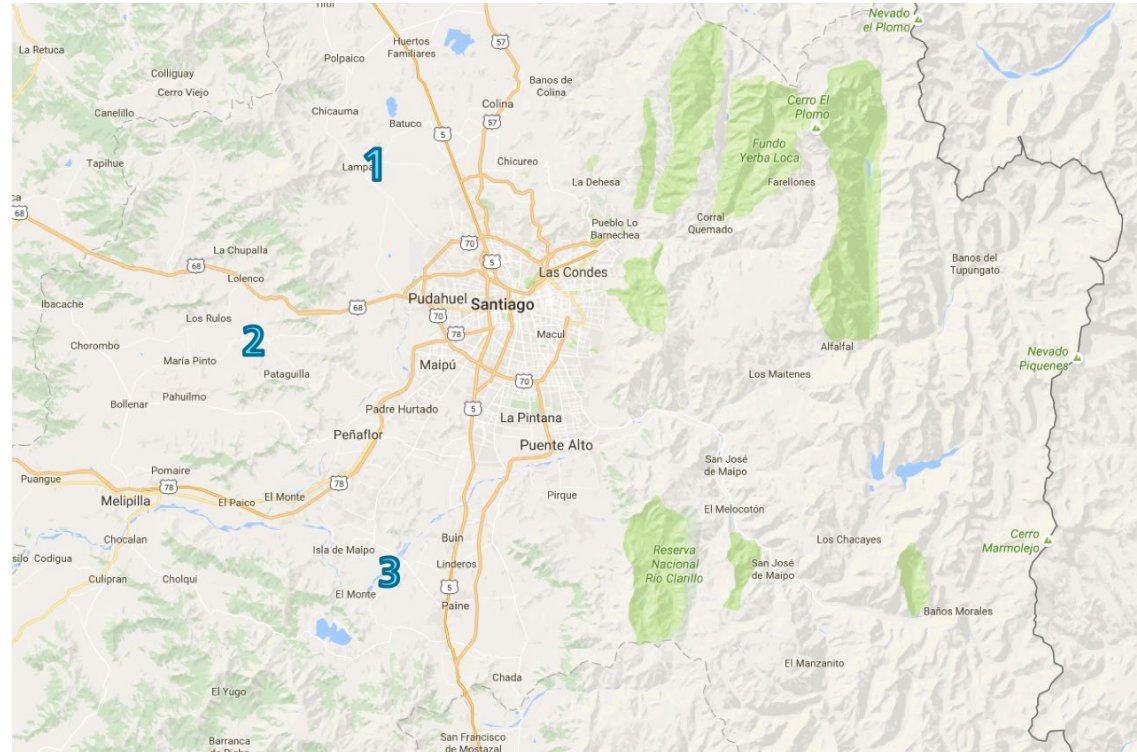 Tiltil
Nevado
el Plomo
57
Huertos
Familiares
La Retuca
Polpaico
Colliguay
Banos de
Colina
Cerro Viejo
Colina
Cerro El
Plomo
Canelillo
Chicauma
Batuco
57
5
Fundo
Yerba Loca
Tapihue
Lampa
1
Chicureo
La Dehesa
Farellones
68
Corral
Quemado
Pueblo Lo
Barnechea
La Chupalla
70
5
68
Lolenco
Las Condes
Banos del
Tupungato
Ibacache
68
Pudahuel
Santiago
Los Rulos
70
2
78
Macul
Chorombo
Alfalfal
María Pinto
Maipú
Nevado
Piquenes
Pataguilla
70
Los Maitenes
Pahuilmo
Bollenar
Padre Hurtado
5
La Pintana
Peñaflor
Puente Alto
San José
de Maipo
Pomaire
Puangue
78
78
Melipilla
El Paico
El Monte
Pirque
El Melocotón
Chocalan
Buin
Los Chacayes
Cerro
Marmolejo
Isla de Maipo
Reserva
Nacional
Río Clarillo
silo Codigua
Linderos
San José
de Maipo
Culipran
Cholqui
3
5
El Monte
Paine
Baños Morales
El Manzanito
Chada
El Yugo
San Francisco
de Mostazal
Barranca